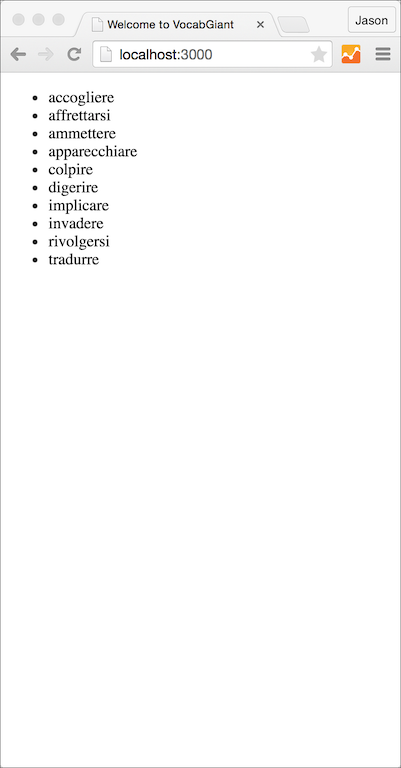 Welcome to VocabGiant
Jason
localhost:3000
accogliere
affrettarsi
ammettere
apparecchiare
colpire
digerire
implicare
invadere
rivolgersi
tradurre